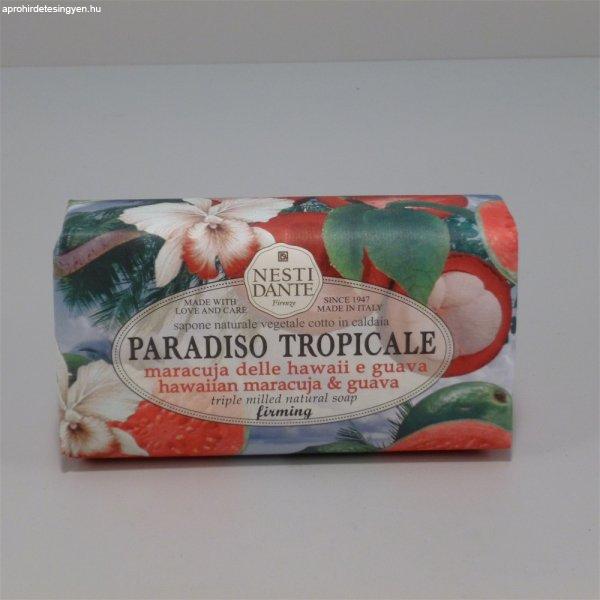 aprohirdetesingyen.hu
NESTI
DANTE
Firenze
MADE WITH
LOVE AND CARE
SINCE 1947
MADE IN ITALY
sapone naturale vegetale cotto in caldaia
PARADISO TROPICALE
maracuja delle hawaii e guava
hawaiian maracuja & guava
triple milled natural soap
firming